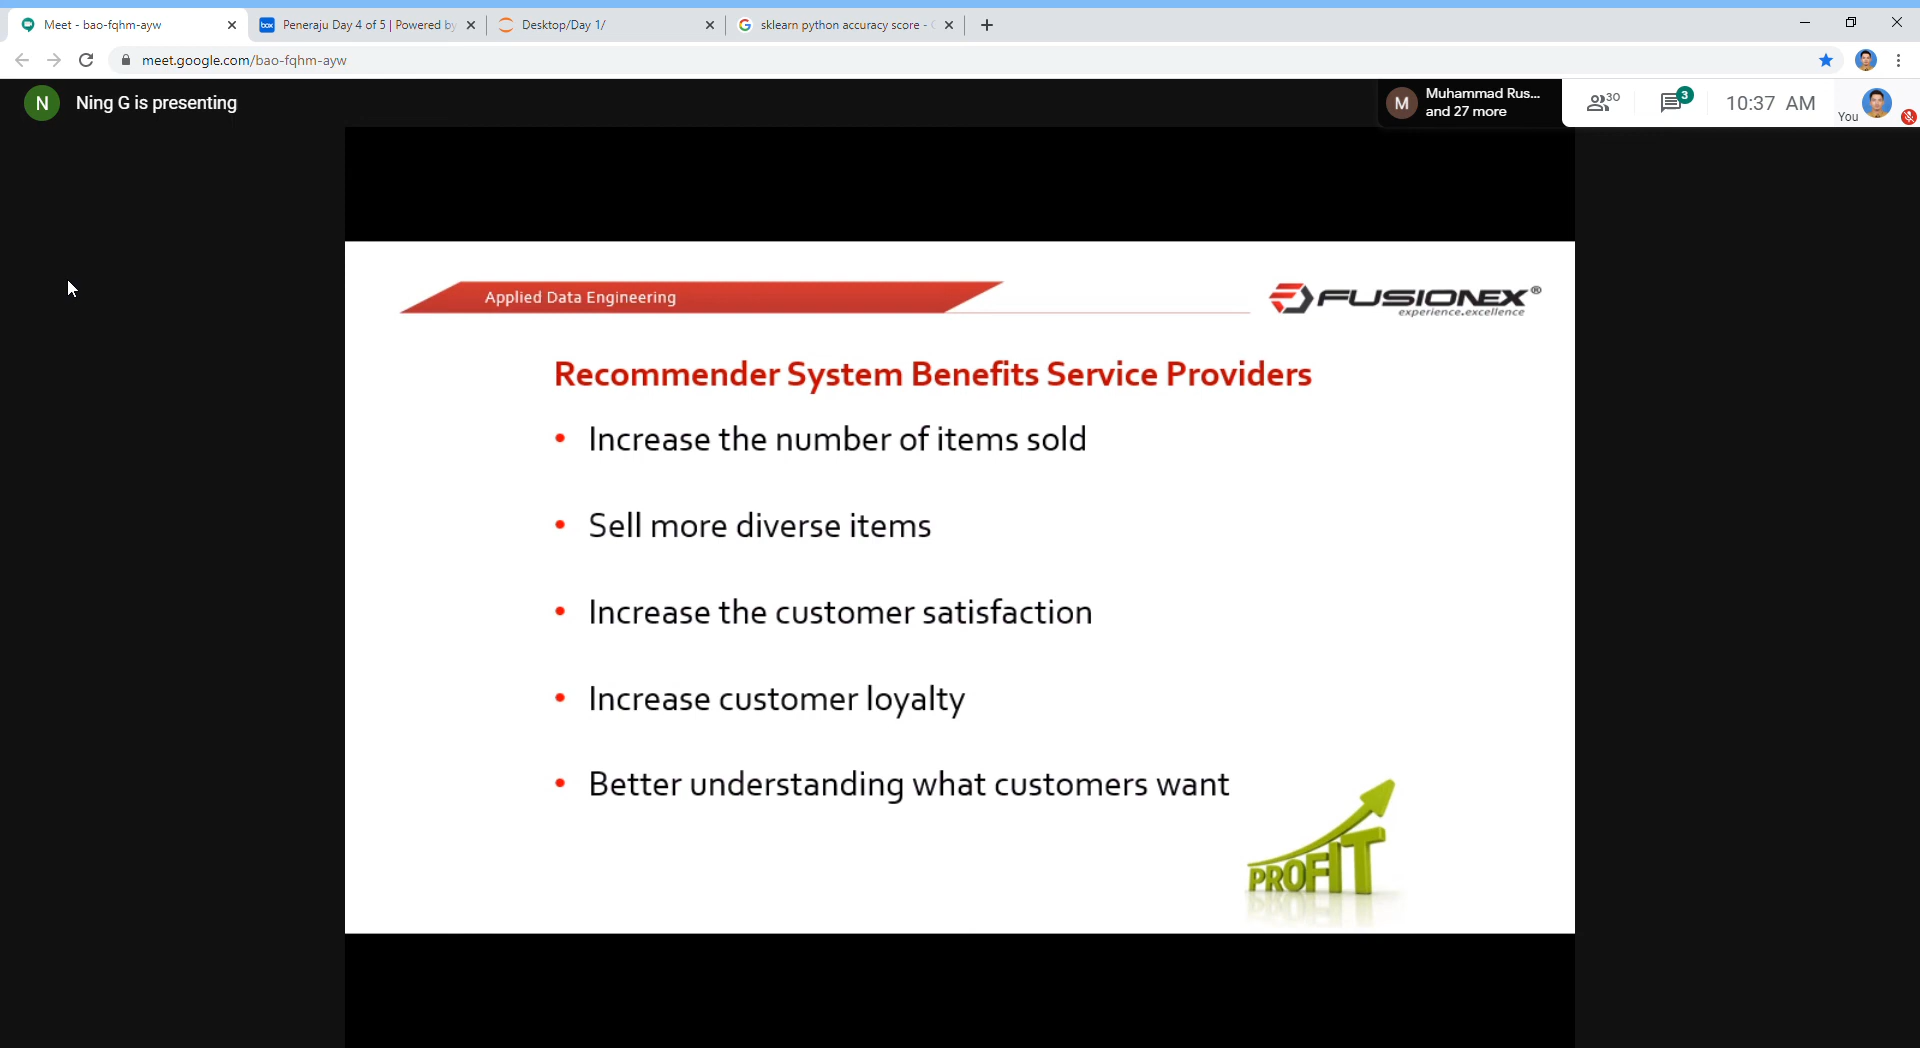 Meet - bao-fqhm-ayw
Peneraju Day 4 of 5 | Powered by
Desktop/Day 1/
sklearn python accuracy score -
meet.google.com/bao-fqhm-ayw
N
Ning G is presenting
M
Muhammad Rus...
and 27 more
30
3
10:37 AM
You
Applied Data Engineering
FUSIONEX®
experience.excellence
Recommender System Benefits Service Providers
• Increase the number of items sold
• Sell more diverse items
• Increase the customer satisfaction
• Increase customer loyalty
• Better understanding what customers want
PROFIT